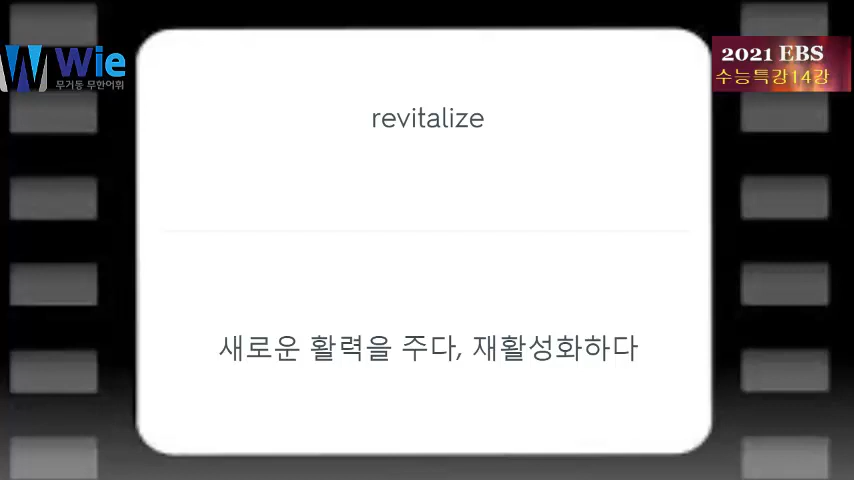 Wie
무거동 무한어휘
2021 EBS
수능특강14강
revitalize
새로운 활력을 주다, 재활성화하다